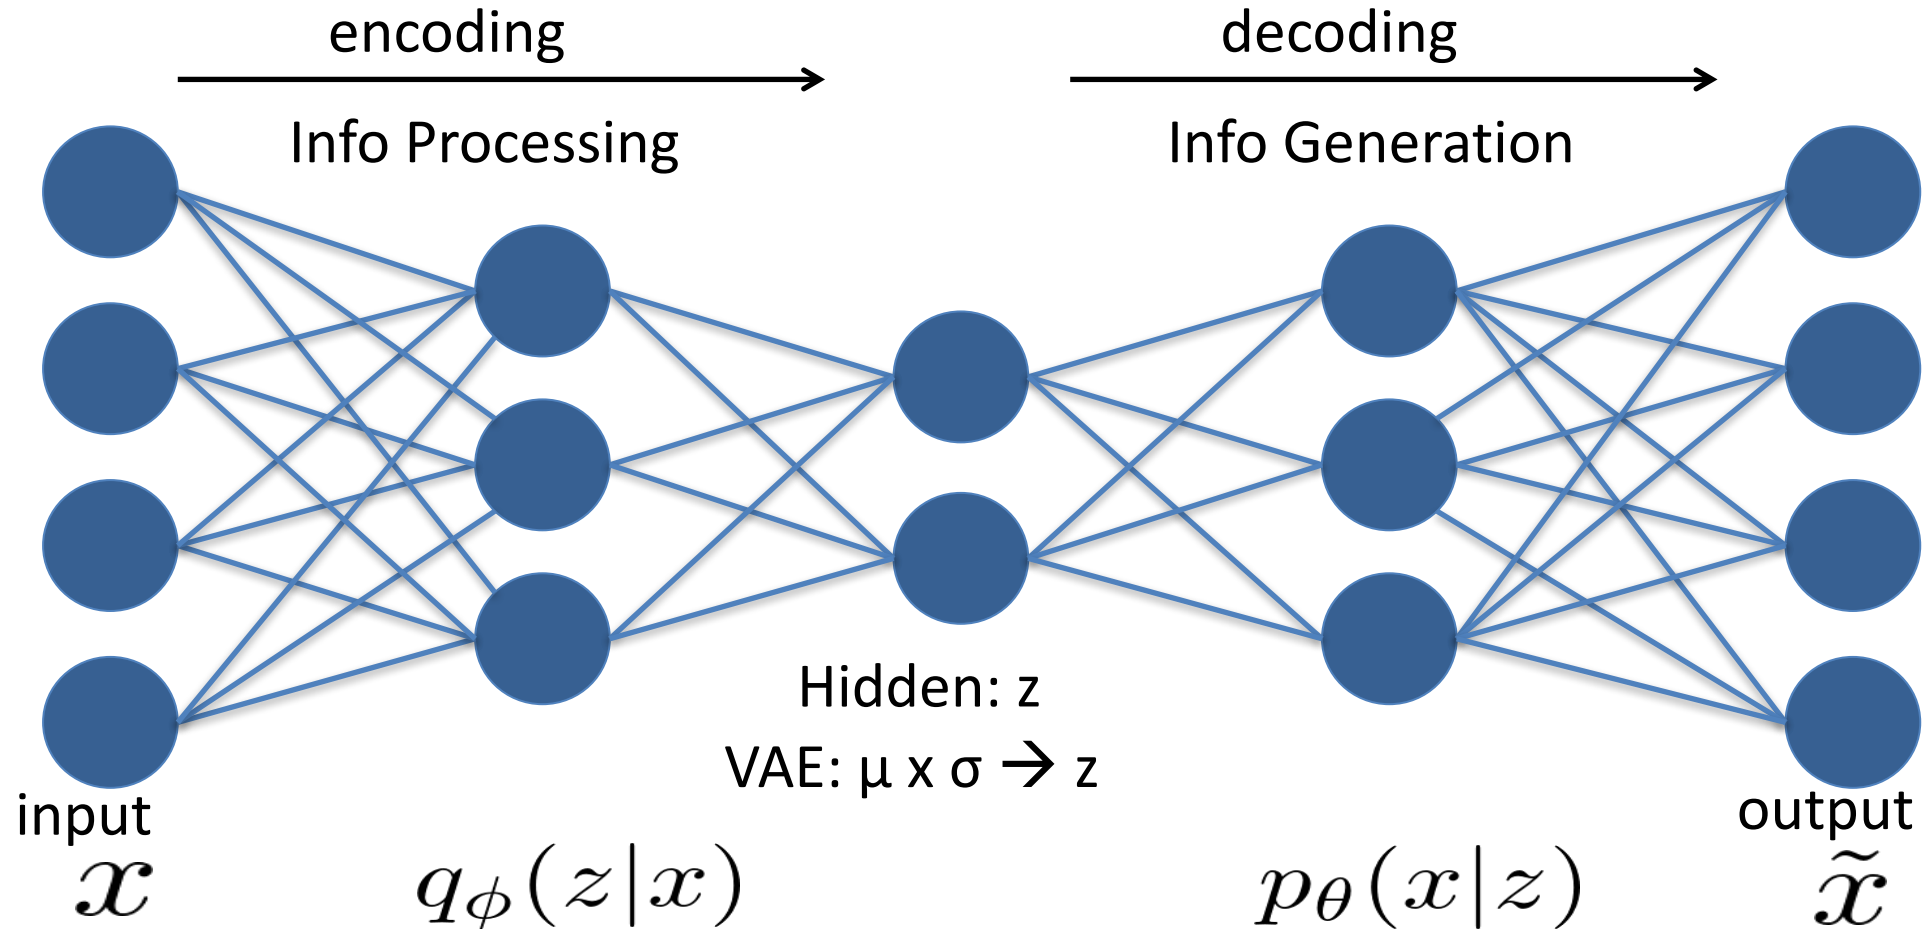 encoding
decoding
Info Processing
Info Generation
Hidden: z
VAE: μ x σ → z
input
output
x
qϕ(z|x)
pθ(x|z)
x̃